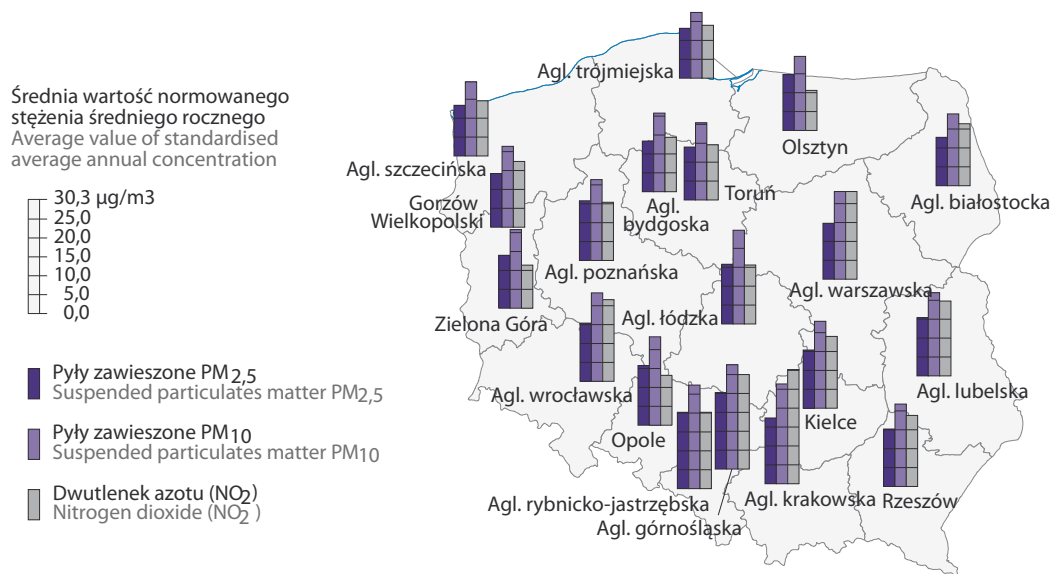 Średnia wartość normowanego
stężenia średniego rocznego
Average value of standardised
average annual concentration
30,3 µg/m3
25,0
20,0
15,0
10,0
5,0
0,0
Pyły zawieszone PM2,5
Suspended particulates matter PM2,5
Pyły zawieszone PM10
Suspended particulates matter PM10
Dwutlenek azotu (NO2)
Nitrogen dioxide (NO2 )
Agl. trójmiejska
Olsztyn
Agl. szczecińska
Gorzów
Wielkopolski
Agl.
bydgoska
Toruń
Agl. białostocka
Agl. poznańska
Agl. warszawska
Zielona Góra
Agl. łódzka
Agl. wrocławska
Agl. lubelska
Opole
Kielce
Agl. rybnicko-jastrzębska
Agl. górnośląska
Agl. krakowska
Rzeszów